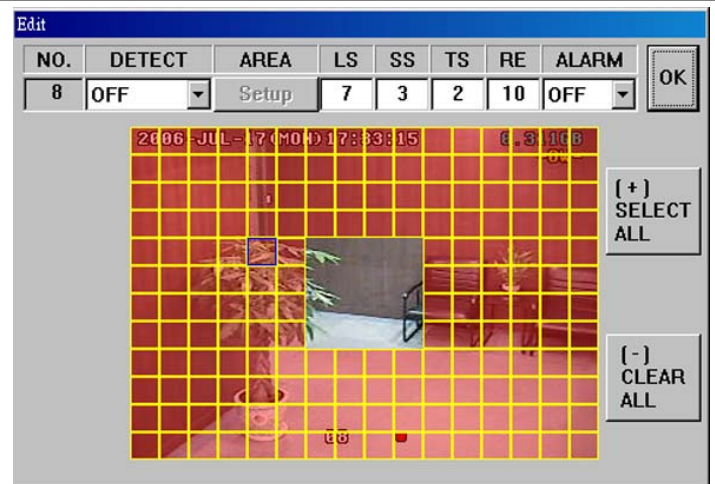 Edit
NO. DETECT AREA LS SS TS RE ALARM
8 OFF Setup 7 3 2 10 OFF OK
2006-JUL-17(MON)17:33:15
(+)
SELECT
ALL
(-)
CLEAR
ALL
08